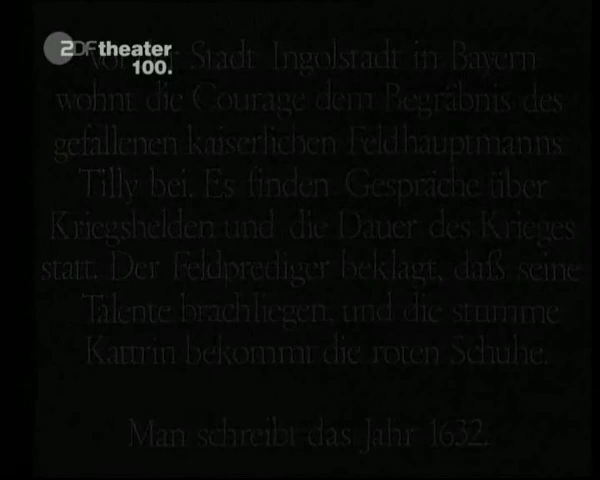 ZDFtheater
100.
Vor der Stadt Ingolstadt in Bayern
wohnt die Courage dem Begräbnis des
gefallenen kaiserlichen Feldhauptmanns
Tilly bei. Es finden Gespräche über
Kriegshelden und die Dauer des Krieges
statt. Der Feldprediger beklagt, daß seine
Talente brachliegen, und die stumme
Kattrin bekommt die roten Schuhe.
Man schreibt das Jahr 1632.